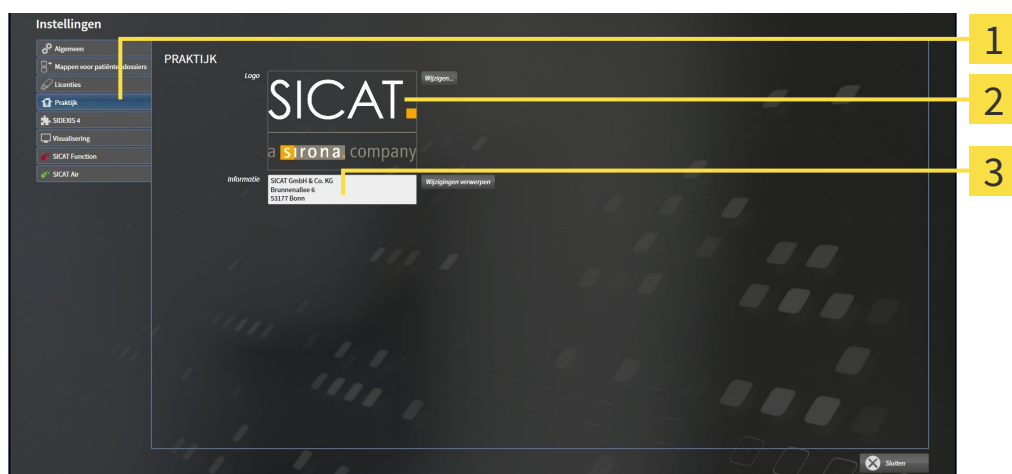 Instellingen
Algemeen
Mappen voor patiëntendossiers
Licenties
Praktijk
SIDEXIS 4
Visualisering
SICAT Function
SICAT Air
PRAKTIJK
Logo
SICAT.
a sirona. company
Wijzigen...
Informatie
SICAT GmbH & Co. KG
Brunnenallee 6
53177 Bonn
Wijzigingen verwerpen
Sluiten
1
2
3